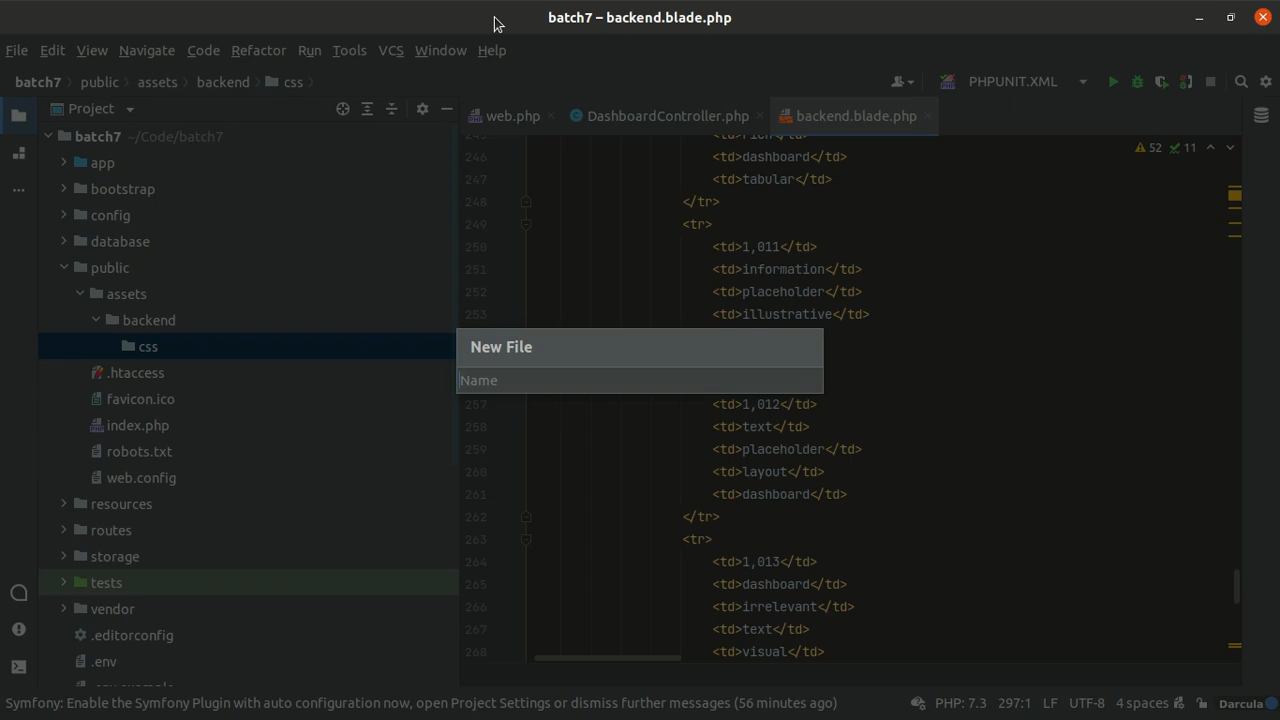 batch7 – backend.blade.php
File Edit View Navigate Code Refactor Run Tools VCS Window Help
batch7 public assets backend css
PHPUNIT.XML
Project
web.php
DashboardController.php
backend.blade.php
batch7 ~/Code/batch7
app
bootstrap
config
database
public
assets
backend
css
.htaccess
favicon.ico
index.php
robots.txt
web.config
resources
routes
storage
tests
vendor
.editorconfig
.env
52 11
246 <td>dashboard</td>
247 <td>tabular</td>
248 </tr>
249 <tr>
250 <td>1,011</td>
251 <td>information</td>
252 <td>placeholder</td>
253 <td>illustrative</td>
New File
Name
257 <td>1,012</td>
258 <td>text</td>
259 <td>placeholder</td>
260 <td>layout</td>
261 <td>dashboard</td>
262 </tr>
263 <tr>
264 <td>1,013</td>
265 <td>dashboard</td>
266 <td>irrelevant</td>
267 <td>text</td>
268 <td>visual</td>
Symfony: Enable the Symfony Plugin with auto configuration now, open Project Settings or dismiss further messages (56 minutes ago)
PHP: 7.3 297:1 LF UTF-8 4 spaces Darcula